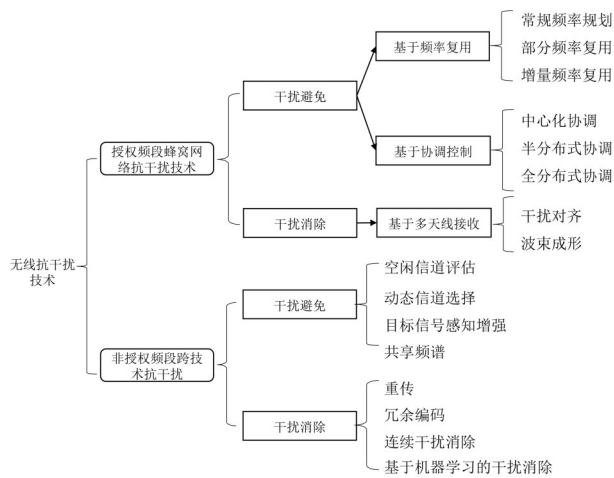 无线抗干扰
技术
授权频段蜂窝网
络抗干扰技术
干扰避免
基于频率复用
常规频率规划
部分频率复用
增量频率复用
基于协调控制
中心化协调
半分布式协调
全分布式协调
干扰消除
基于多天线接收
干扰对齐
波束成形
非授权频段跨技
术抗干扰
干扰避免
空闲信道评估
动态信道选择
目标信号感知增强
共享频谱
干扰消除
重传
冗余编码
连续干扰消除
基于机器学习的干扰消除